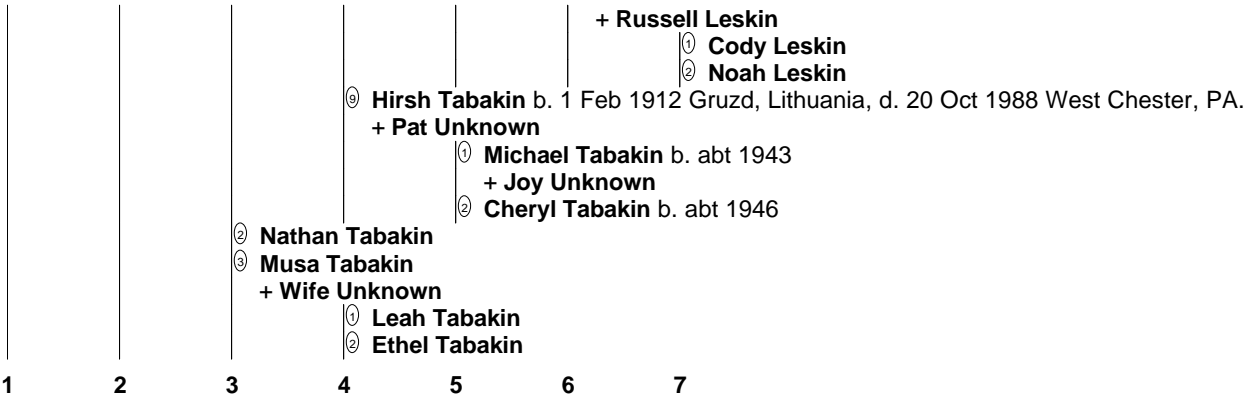 + Russell Leskin
1 Cody Leskin
2 Noah Leskin
9 Hirsh Tabakin b. 1 Feb 1912 Gruzd, Lithuania, d. 20 Oct 1988 West Chester, PA.
+ Pat Unknown
1 Michael Tabakin b. abt 1943
+ Joy Unknown
2 Cheryl Tabakin b. abt 1946
2 Nathan Tabakin
3 Musa Tabakin
+ Wife Unknown
1 Leah Tabakin
2 Ethel Tabakin
1 2 3 4 5 6 7